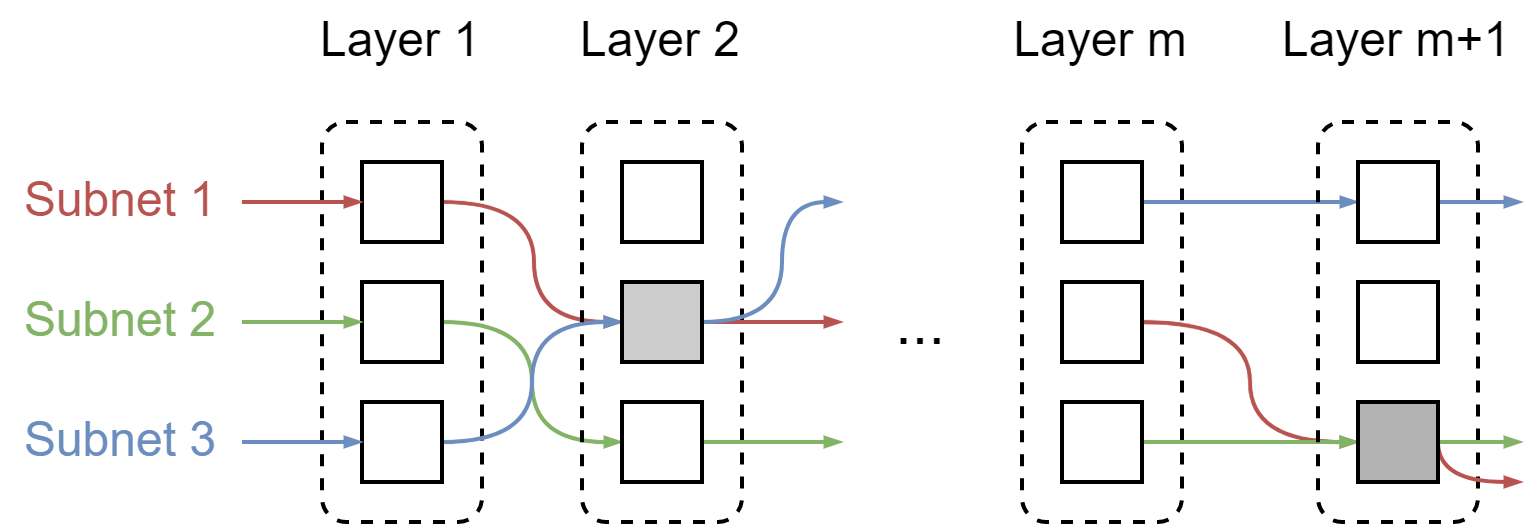 Layer 1 Layer 2 Layer m Layer m+1
Subnet 1
Subnet 2
...
Subnet 3